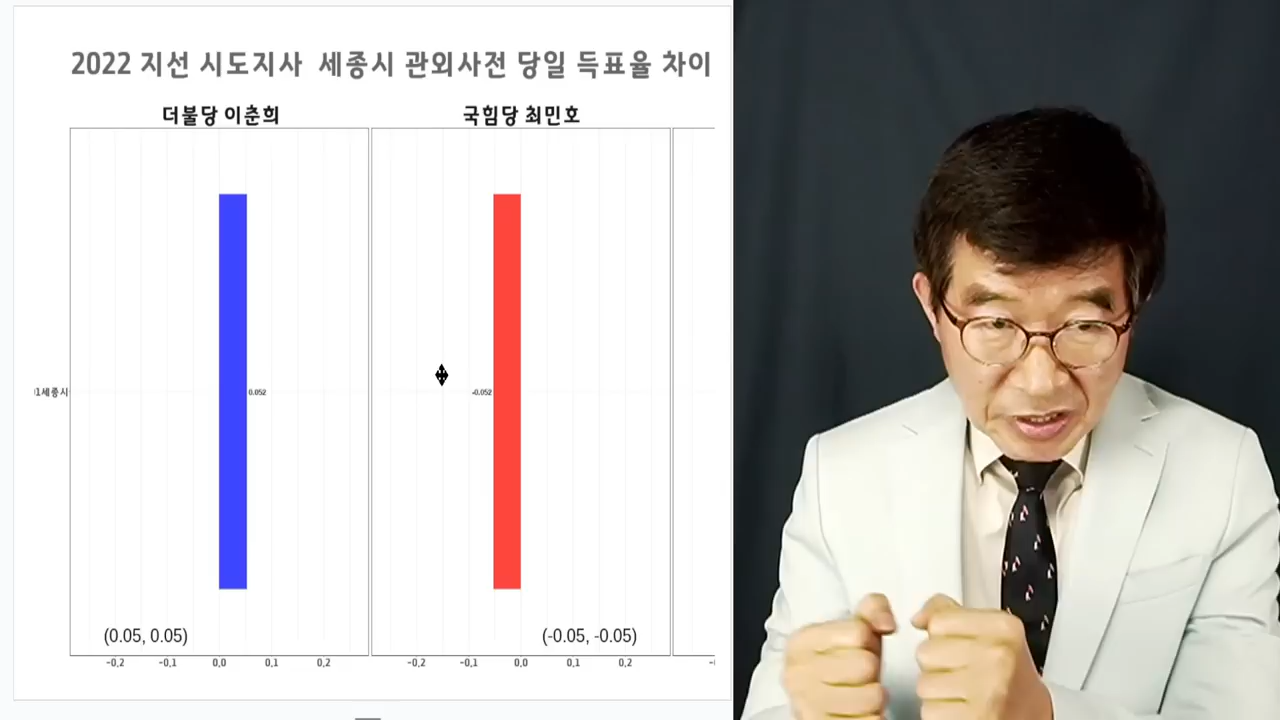 2022 지선 시도지사 세종시 관외사전 당일 득표율 차이
더불당 이춘희
국힘당 최민호
1세종시
0.052
-0.052
(0.05, 0.05)
(-0.05, -0.05)
-0,2 -0,1 0,0 0,1 0,2
-0,2 -0,1 0,0 0,1 0,2